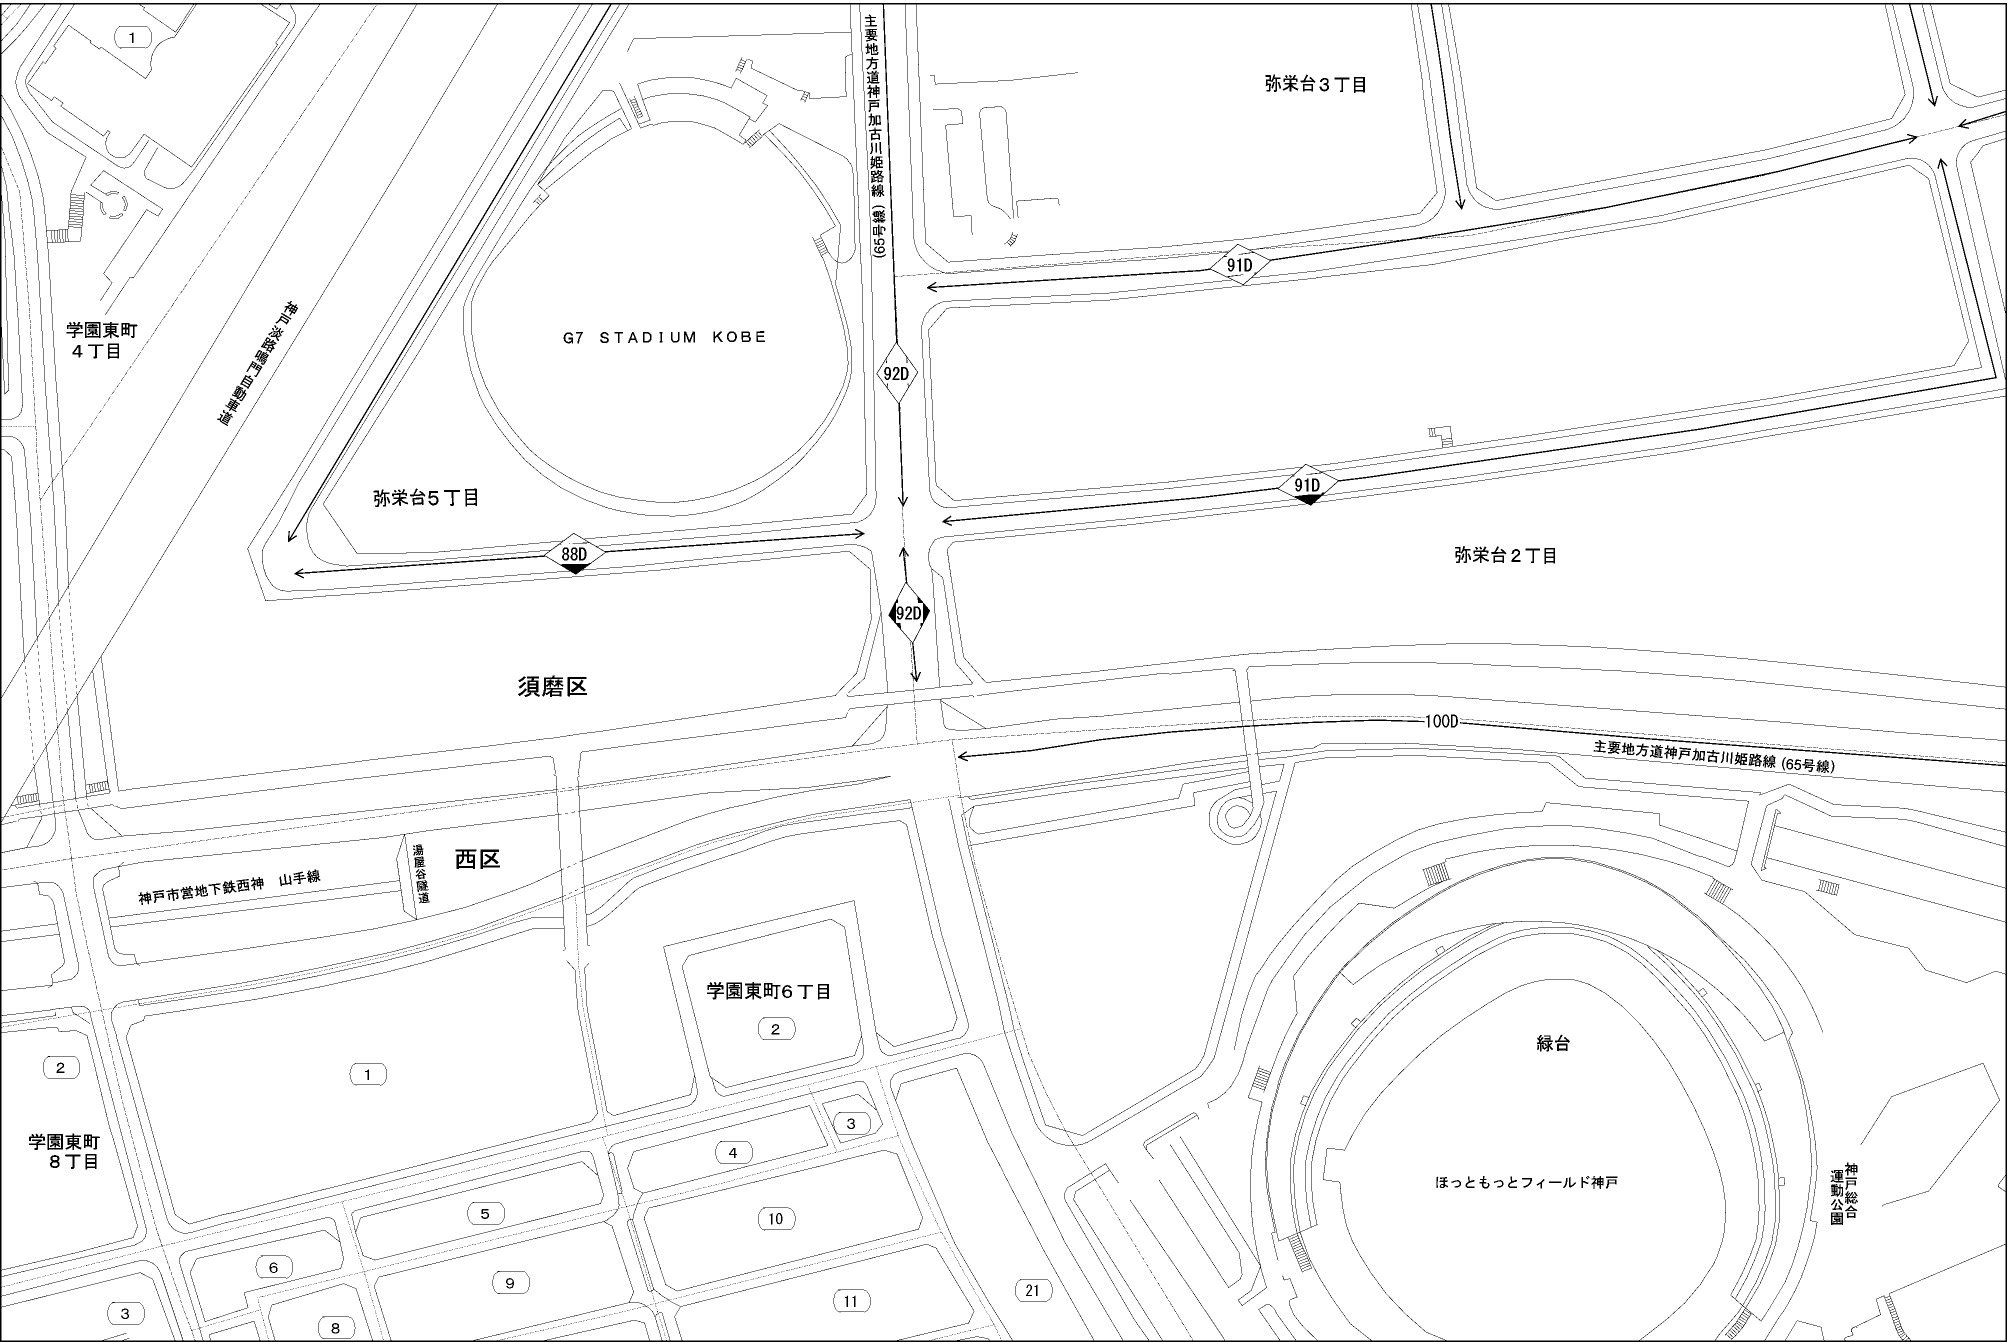 1
主要地方道神戸加古川姫路線（65号線）
弥栄台３丁目
91D
学園東町
４丁目
神戸淡路鳴門自動車道
G7 STADIUM KOBE
92D
弥栄台５丁目
91D
88D
弥栄台２丁目
92D
須磨区
100D
主要地方道神戸加古川姫路線（65号線）
湯屋谷隧道
西区
神戸市営地下鉄西神 山手線
学園東町６丁目
2
緑台
2
1
3
学園東町
８丁目
4
ほっともっとフィールド神戸
神戸総合
運動公園
5
10
6
9
21
11
3
8